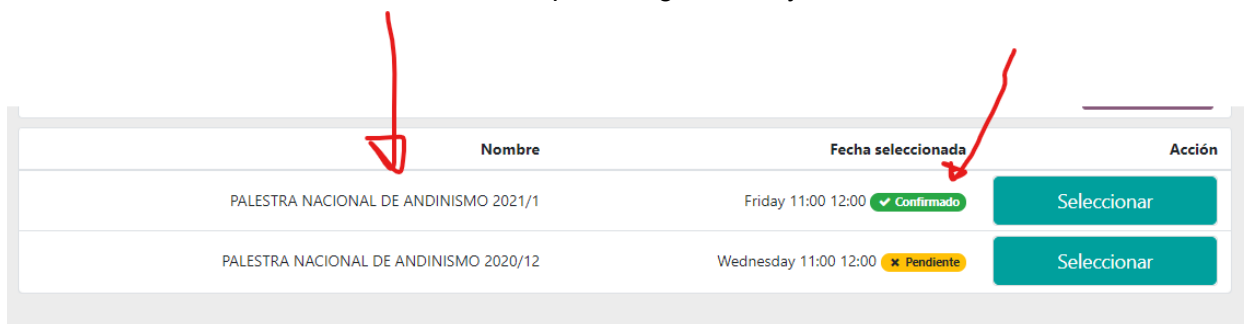 Nombre Fecha seleccionada Acción
PALESTRA NACIONAL DE ANDINISMO 2021/1 Friday 11:00 12:00 Confirmado Seleccionar
PALESTRA NACIONAL DE ANDINISMO 2020/12 Wednesday 11:00 12:00 Pendiente Seleccionar